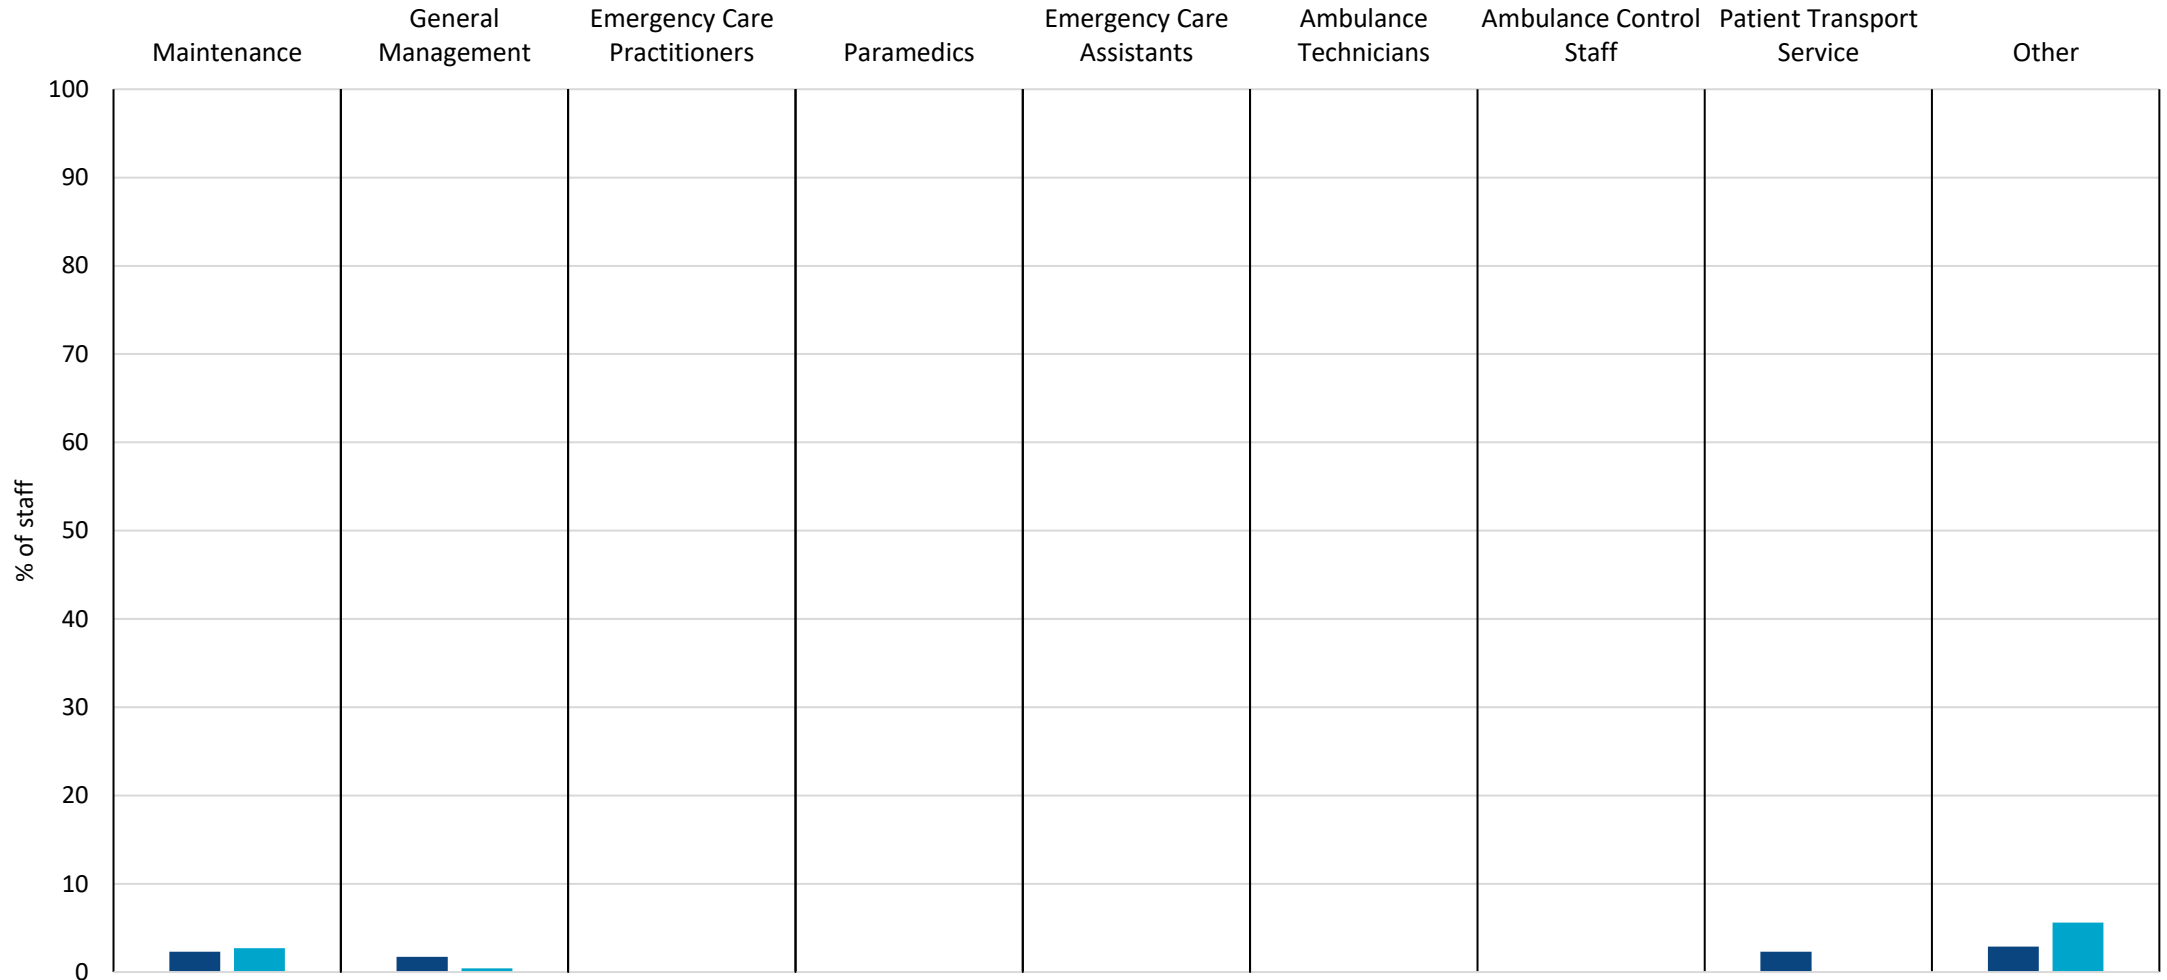 Maintenance
General
Management
Emergency Care
Practitioners
Paramedics
Emergency Care
Assistants
Ambulance
Technicians
Ambulance Control
Staff
Patient Transport
Service
Other
100
90
80
70
60
50
40
30
20
10
0
% of staff